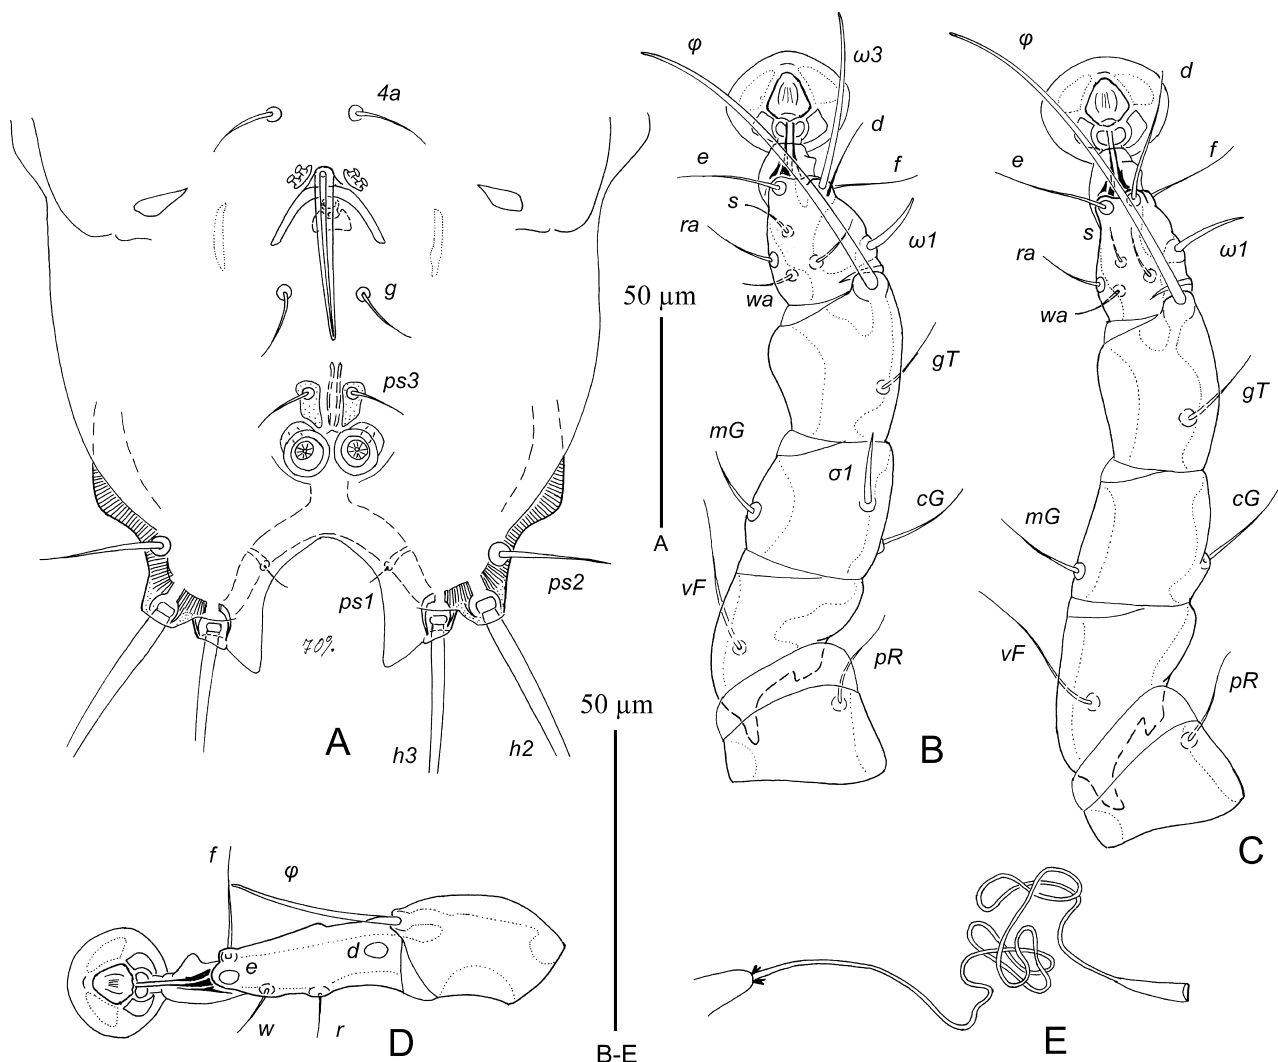 4a
g
ps3
ps2
ps1
70%.
h3
h2
A
50 µm
A
φ
ω3
d
e
f
s
ra
ω1
wa
gT
mG
σ1
cG
vF
pR
B
φ
d
e
f
s
ra
ω1
wa
gT
mG
cG
vF
pR
C
50 µm
B-E
f
φ
d
e
w
r
D
E